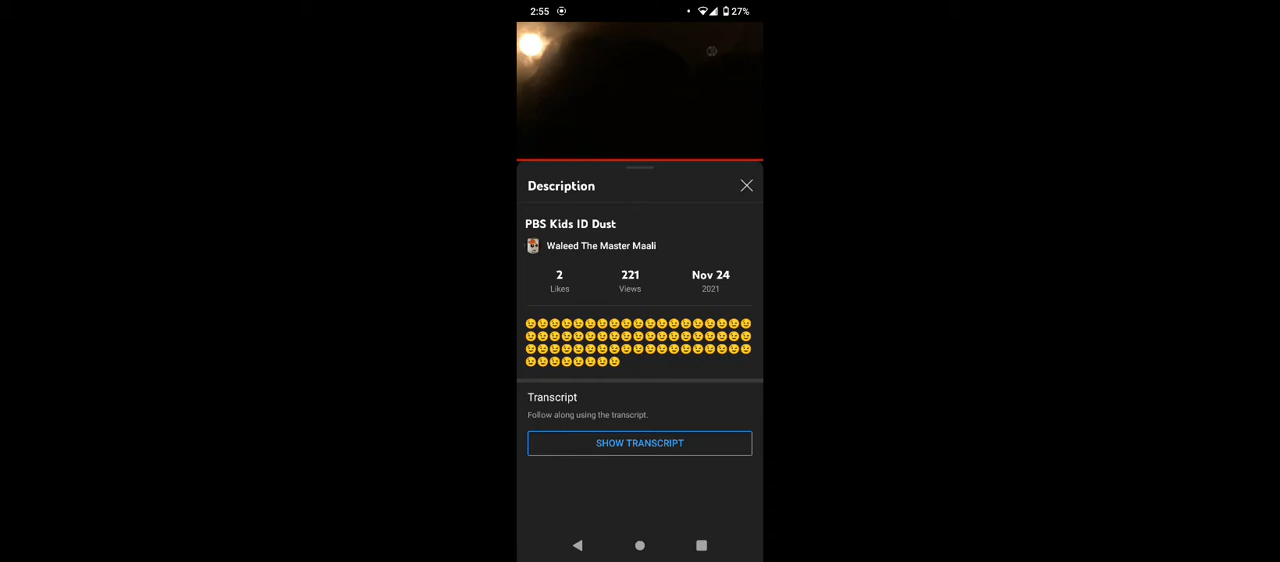 2:55 27%
Description
PBS Kids ID Dust
Waleed The Master Maali
2 221 Nov 24
Likes Views 2021
😉😉😉😉😉😉😉😉😉😉😉😉😉😉😉😉😉😉😉
😉😉😉😉😉😉😉😉😉😉😉😉😉😉😉😉😉😉😉
😉😉😉😉😉😉😉😉😉😉😉😉😉😉😉😉😉😉😉
😉😉😉😉😉😉😉😉
Transcript
Follow along using the transcript.
SHOW TRANSCRIPT